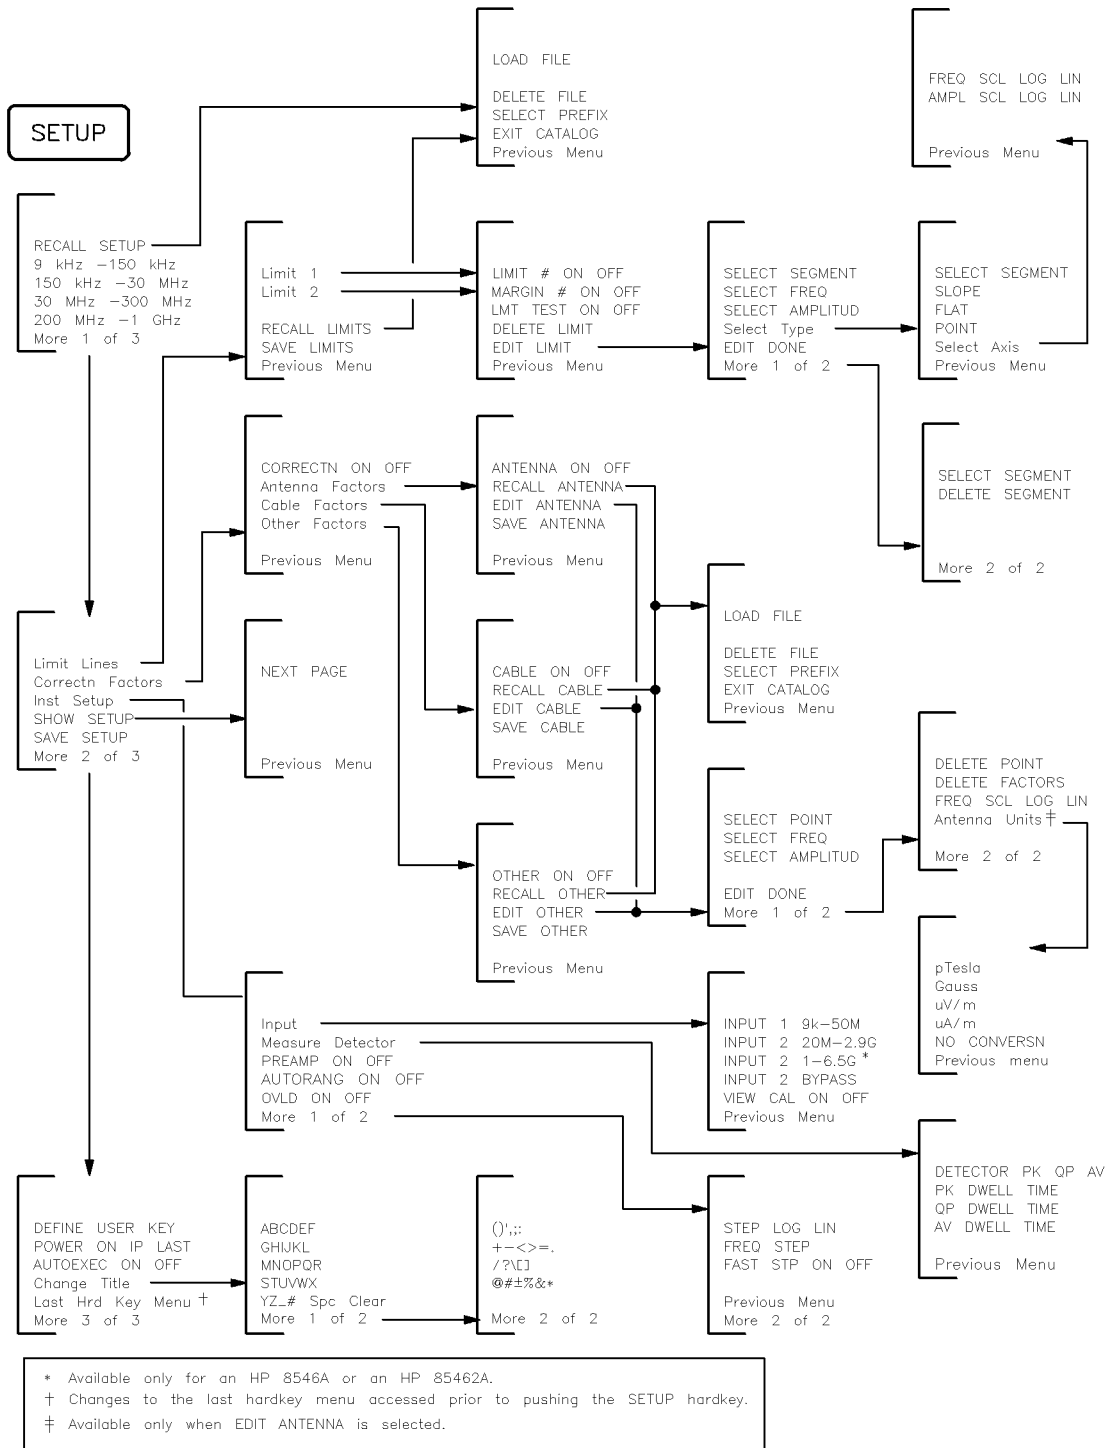 SETUP
LOAD FILE
DELETE FILE
SELECT PREFIX
EXIT CATALOG
Previous Menu
FREQ SCL LOG LIN
AMPL SCL LOG LIN
Previous Menu
RECALL SETUP
9 kHz –150 kHz
150 kHz –30 MHz
30 MHz –300 MHz
200 MHz –1 GHz
More 1 of 3
Limit 1
Limit 2
RECALL LIMITS
SAVE LIMITS
Previous Menu
LIMIT # ON OFF
MARGIN # ON OFF
LMT TEST ON OFF
DELETE LIMIT
EDIT LIMIT
Previous Menu
SELECT SEGMENT
SELECT FREQ
SELECT AMPLITUD
Select Type
EDIT DONE
More 1 of 2
SELECT SEGMENT
SLOPE
FLAT
POINT
Select Axis
Previous Menu
SELECT SEGMENT
DELETE SEGMENT
More 2 of 2
CORRECTN ON OFF
Antenna Factors
Cable Factors
Other Factors
Previous Menu
ANTENNA ON OFF
RECALL ANTENNA
EDIT ANTENNA
SAVE ANTENNA
Previous Menu
LOAD FILE
DELETE FILE
SELECT PREFIX
EXIT CATALOG
Previous Menu
Limit Lines
Correctn Factors
Inst Setup
SHOW SETUP
SAVE SETUP
More 2 of 3
NEXT PAGE
Previous Menu
CABLE ON OFF
RECALL CABLE
EDIT CABLE
SAVE CABLE
Previous Menu
OTHER ON OFF
RECALL OTHER
EDIT OTHER
SAVE OTHER
Previous Menu
SELECT POINT
SELECT FREQ
SELECT AMPLITUD
EDIT DONE
More 1 of 2
DELETE POINT
DELETE FACTORS
FREQ SCL LOG LIN
Antenna Units‡
More 2 of 2
pTesla
Gauss
uV/m
uA/m
NO CONVERSN
Previous menu
Input
Measure Detector
PREAMP ON OFF
AUTORANG ON OFF
OVLD ON OFF
More 1 of 2
INPUT 1 9k–50M
INPUT 2 20M–2.9G
INPUT 2 1–6.5G *
INPUT 2 BYPASS
VIEW CAL ON OFF
Previous Menu
DETECTOR PK QP AV
PK DWELL TIME
QP DWELL TIME
AV DWELL TIME
Previous Menu
DEFINE USER KEY
POWER ON IP LAST
AUTOEXEC ON OFF
Change Title
Last Hrd Key Menu †
More 3 of 3
ABCDEF
GHIJKL
MNOPQR
STUVWX
YZ_# Spc Clear
More 1 of 2
()',;:
+–<>=.
/?\[]
@#±%&*
More 2 of 2
STEP LOG LIN
FREQ STEP
FAST STP ON OFF
Previous Menu
More 2 of 2
* Available only for an HP 8546A or an HP 85462A.
† Changes to the last hardkey menu accessed prior to pushing the SETUP hardkey.
‡ Available only when EDIT ANTENNA is selected.